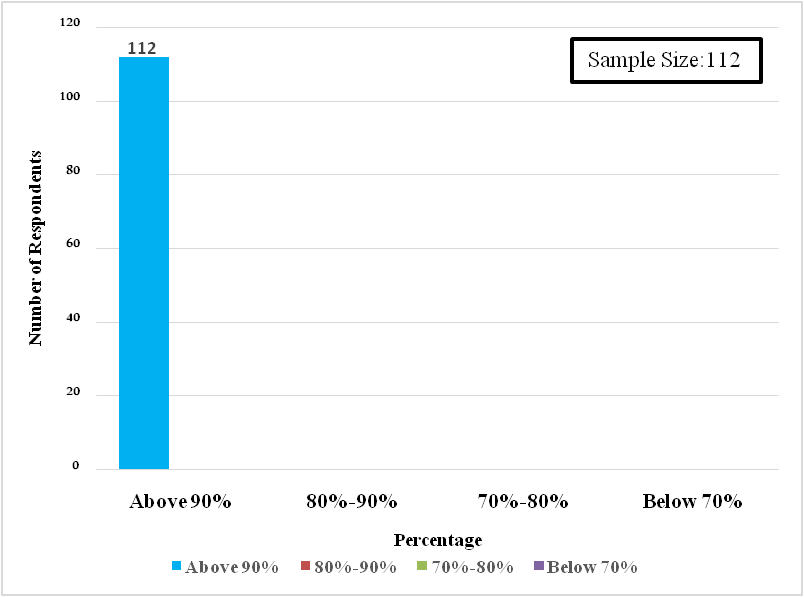 120
112
Sample Size:112
100
80
60
40
20
0
Number of Respondents
Above 90% 80%-90% 70%-80% Below 70%
Percentage
Above 90% 80%-90% 70%-80% Below 70%